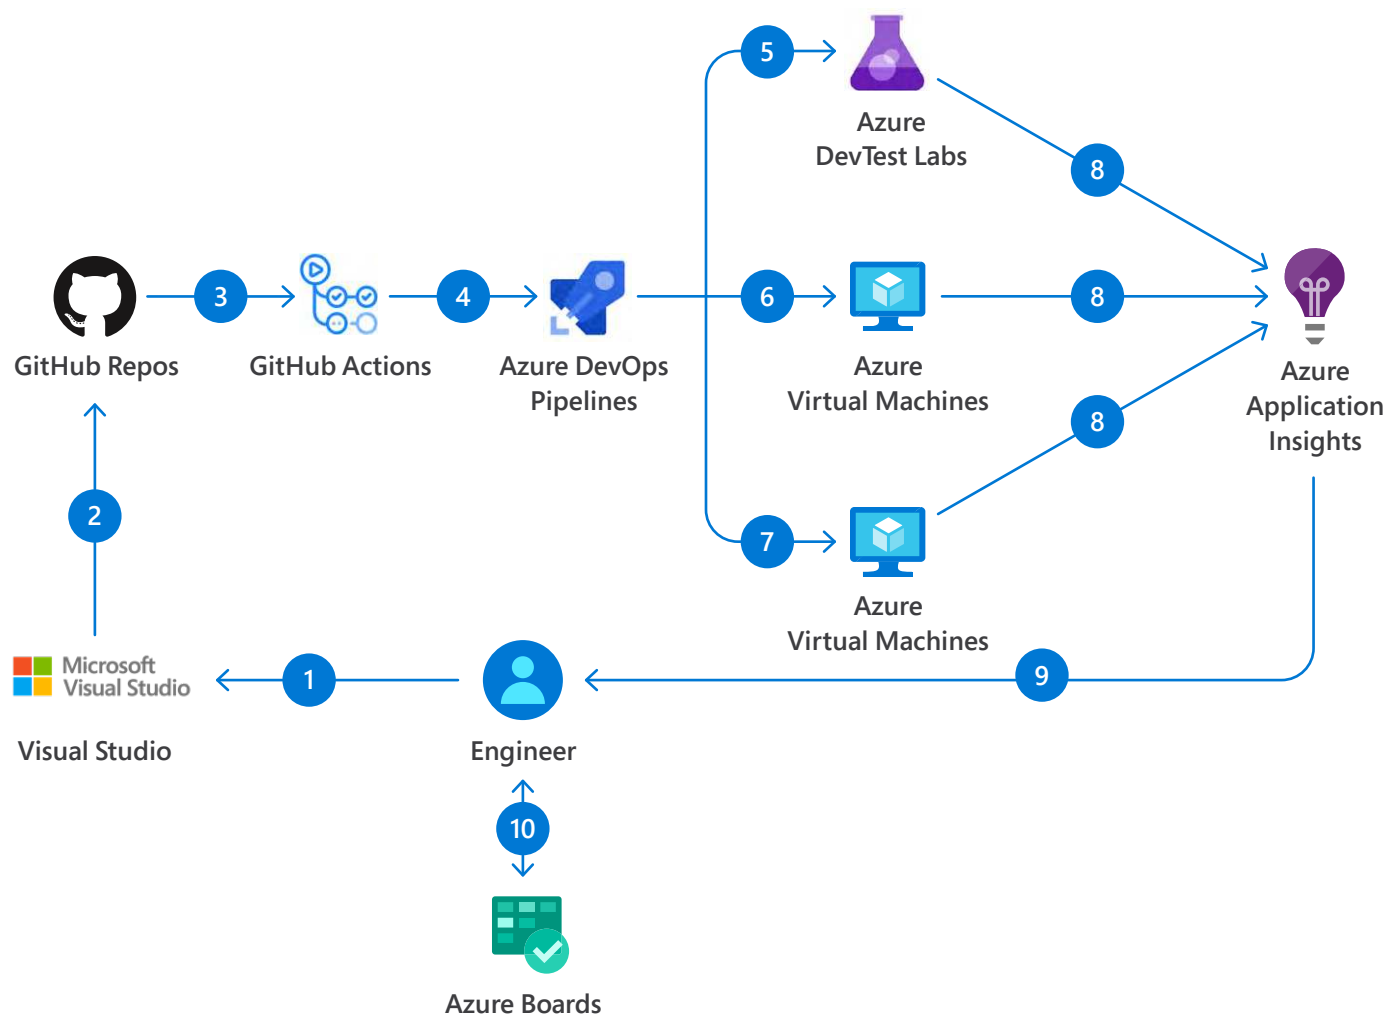 5
Azure
DevTest Labs
8
3
4
6
8
GitHub Repos
GitHub Actions
Azure DevOps
Pipelines
Azure
Virtual Machines
Azure
Application
Insights
8
2
7
Azure
Virtual Machines
Microsoft
Visual Studio
1
9
Visual Studio
Engineer
10
Azure Boards